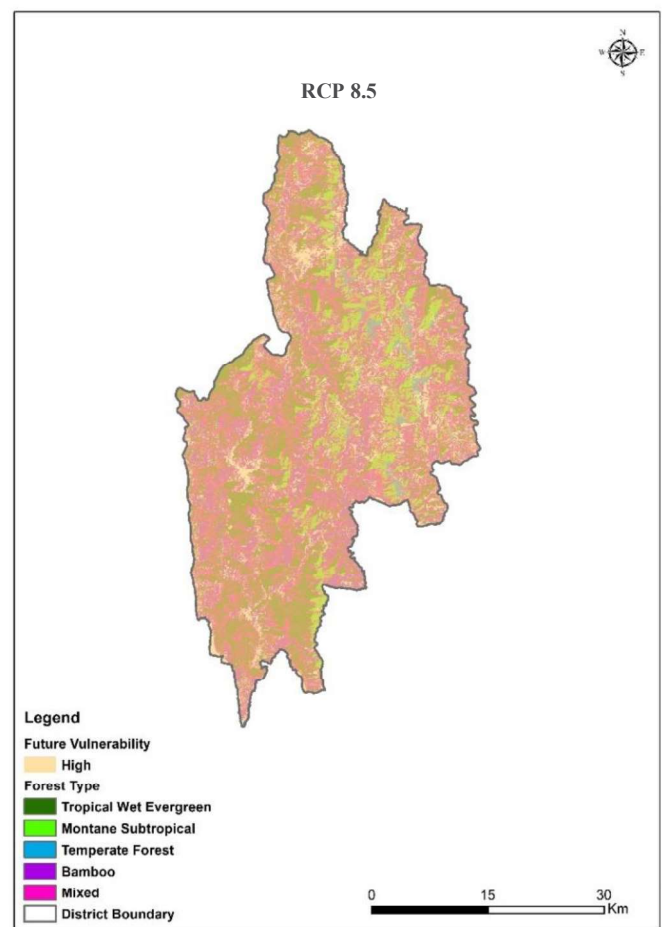 N
W E
S
RCP 8.5
Legend
Future Vulnerability
High
Forest Type
Tropical Wet Evergreen
Montane Subtropical
Temperate Forest
Bamboo
Mixed
District Boundary
0 15 30
Km